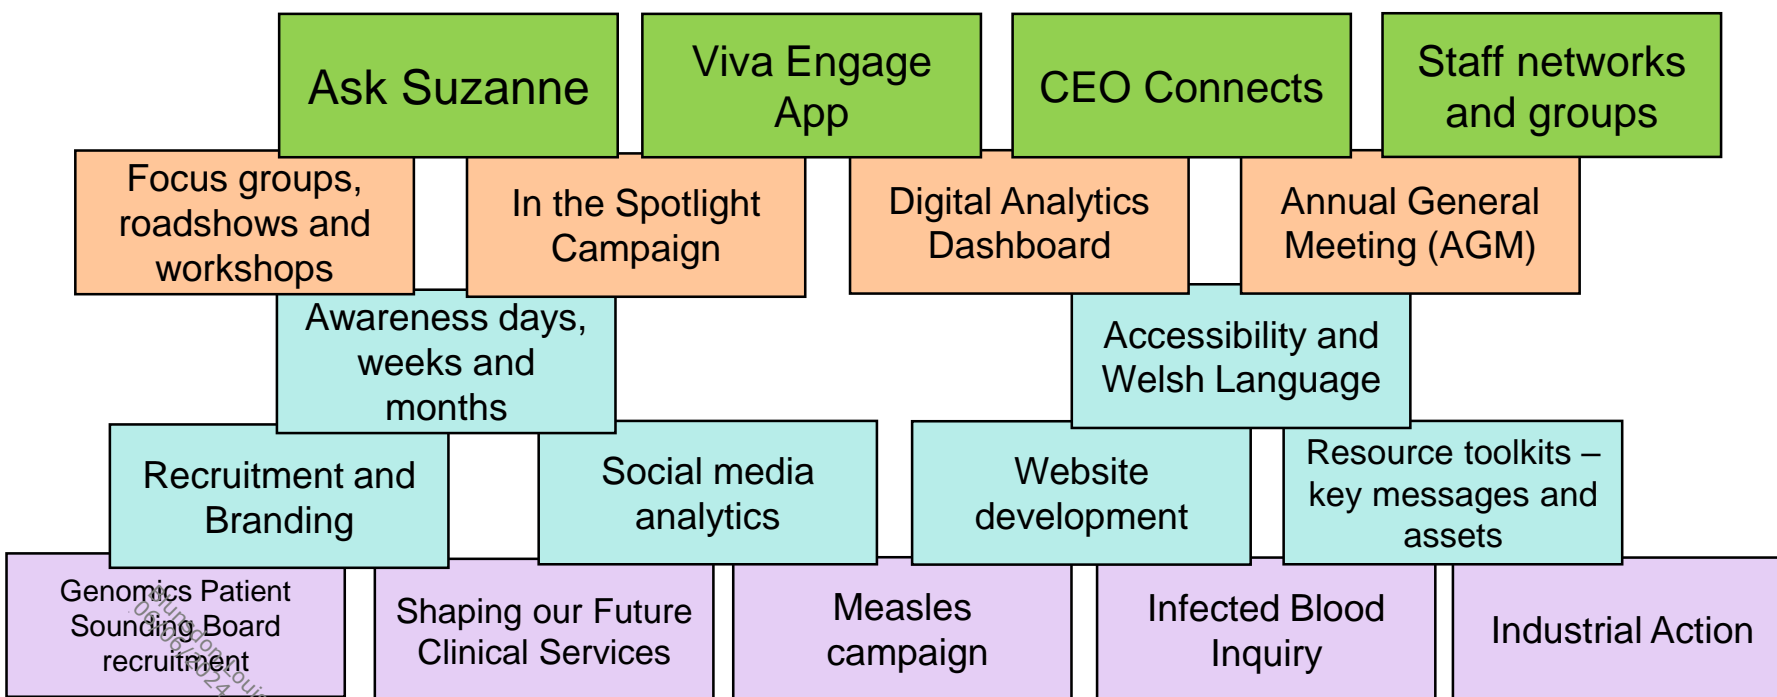 Ask Suzanne
Viva Engage
App
CEO Connects
Staff networks
and groups
Focus groups,
roadshows and
workshops
In the Spotlight
Campaign
Digital Analytics
Dashboard
Annual General
Meeting (AGM)
Awareness days,
weeks and
months
Accessibility and
Welsh Language
Recruitment and
Branding
Social media
analytics
Website
development
Resource toolkits –
key messages and
assets
Genomics Patient
Sounding Board
recruitment
Shaping our Future
Clinical Services
Measles
campaign
Infected Blood
Inquiry
Industrial Action